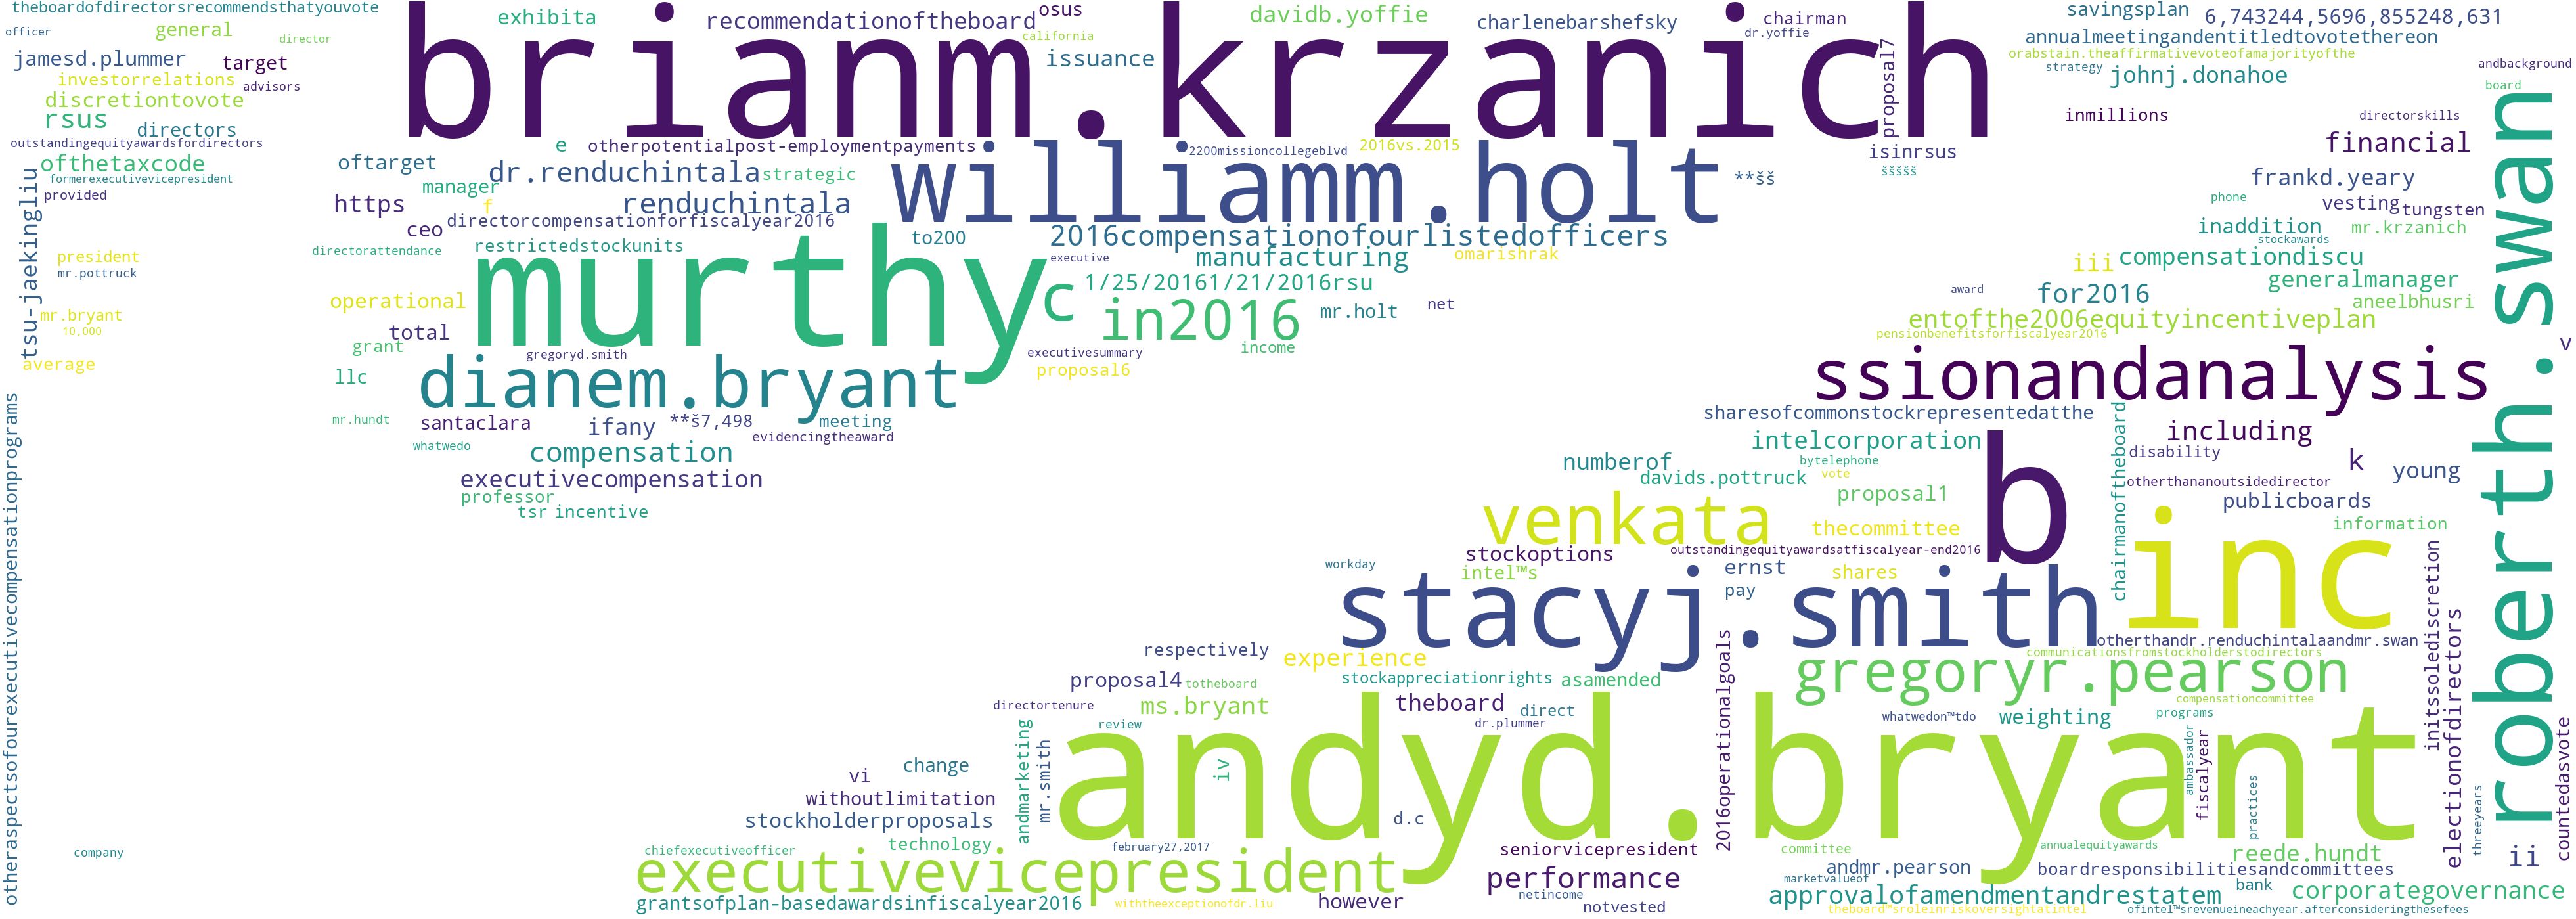 theboardofdirectorsrecommendsthatyouvote
officer
general
director
jamesd.plummer
target
investorrelations
advisors
discretiontovote
rsus
directors
outstandingequityawardsfordirectors
ofthetaxcode
formerexecutivevicepresident
provided
tsu-jaekingliu
president
mr.pottruck
mr.bryant
10,000
average
otheraspectsofourexecutivecompensationprograms
company
exhibita
recommendationoftheboard
osus
california
issuance
davidb.yoffie
charlenebarshefsky
chairman
dr.yoffie
proposal7
brianm.krzanich
savingsplan
6,743244,5696,855248,631
annualmeetingandentitledtovotethereon
orabstain.theaffirmativevoteofamajorityofthe
strategy
johnj.donahoe
andbackground
board
inmillions
directorskills
financial
isinrsus
ššššš
e
otherpotentialpost-employmentpayments
2200missioncollegeblvd
2016vs.2015
oftarget
dr.renduchintala
strategic
williamm.holt
**šš
manager
https
f
renduchintala
directorcompensationforfiscalyear2016
ceo
to200
2016compensationofourlistedofficers
directorattendance
restrictedstockunits
executive
manufacturing
omarishrak
murthy
c
1/25/20161/21/2016rsu
operational
in2016
mr.holt
net
total
grant
gregoryd.smith
executivesummary
income
proposal6
llc
dianem.bryant
mr.hundt
santaclara
ifany
**š7,498
meeting
evidencingtheaward
whatwedo
compensation
executivecompensation
professor
tsr
incentive
frankd.yeary
phone
vesting
tungsten
inaddition
mr.krzanich
stockawards
iii
compensationdiscu
generalmanager
award
for2016
aneelbhusri
entofthe2006equityincentiveplan
pensionbenefitsforfiscalyear2016
v
ssionandanalysis
roberth.swan
sharesofcommonstockrepresentedatthe
chairmanoftheboard
including
intelcorporation
disability
k
young
numberof
bytelephone
vote
davids.pottruck
otherthananoutsidedirector
proposal1
publicboards
b
venkata
thecommittee
information
inc
stockoptions
outstandingequityawardsatfiscalyear-end2016
workday
intel™s
ernst
shares
pay
initssolediscretion
stacyj.smith
otherthandr.renduchintalaandmr.swan
communicationsfromstockholderstodirectors
electionofdirectors
respectively
experience
2016operationalgoals
gregoryr.pearson
proposal4
totheboard
stockappreciationrights
asamended
compensationcommittee
directortenure
ms.bryant
theboard
direct
whatwedon™tdo
weighting
programs
review
dr.plummer
andmarketing
mr.smith
iv
andyd.bryant
ambassador
fiscalyear
practices
countedasvote
threeyears
vi
change
withoutlimitation
stockholderproposals
d.c
technology
chiefexecutiveofficer
february27,2017
seniorvicepresident
committee
annualequityawards
reede.hundt
ii
executivevicepresident
performance
andmr.pearson
boardresponsibilitiesandcommittees
marketvalueof
bank
approvalofamendmentandrestatem
corporategovernance
grantsofplan-basedawardsinfiscalyear2016
withtheexceptionofdr.liu
however
netincome
notvested
theboard™sroleinriskoversightatintel
ofintel™srevenueineachyear.afterconsideringthesefees